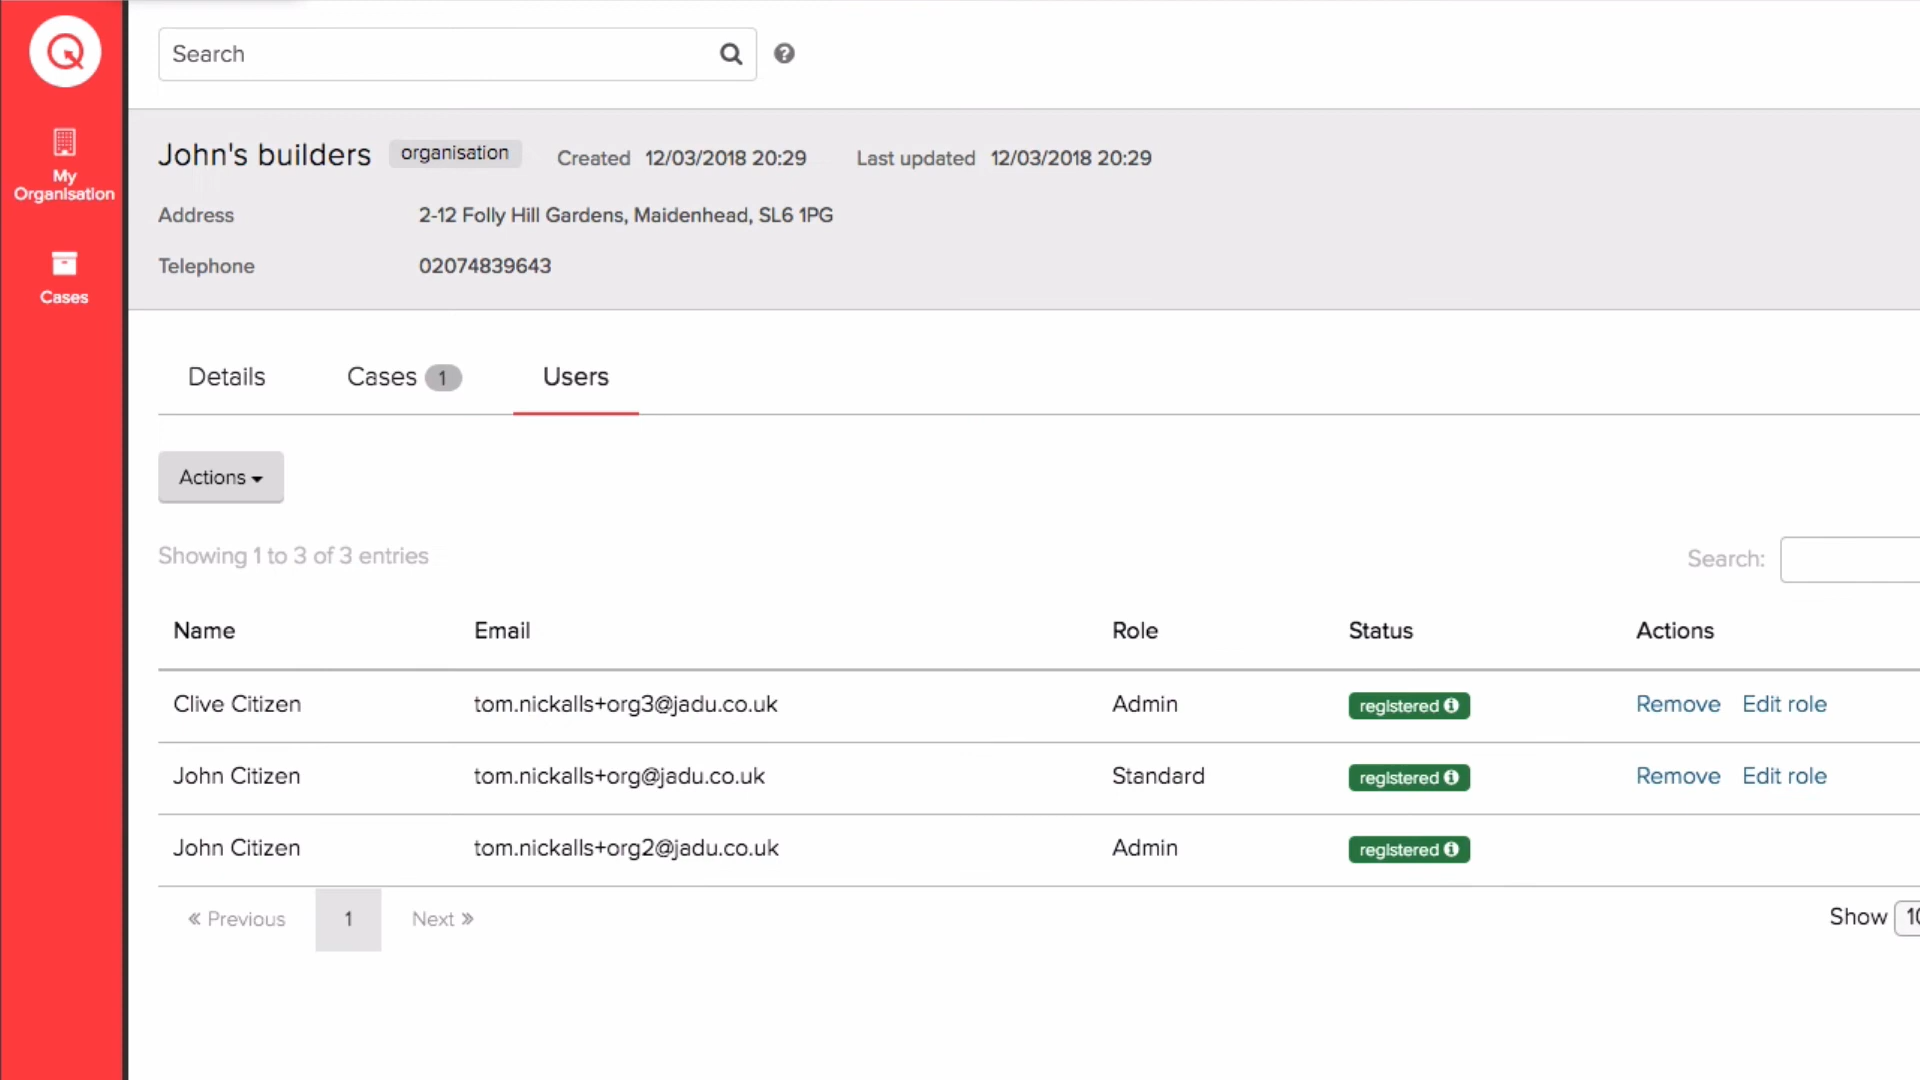 Search
My
Organisation
Cases
John's builders organisation Created 12/03/2018 20:29 Last updated 12/03/2018 20:29
Address 2-12 Folly Hill Gardens, Maidenhead, SL6 1PG
Telephone 02074839643
Details Cases 1 Users
Actions
Showing 1 to 3 of 3 entries Search:
Name Email Role Status Actions
Clive Citizen tom.nickalls+org3@jadu.co.uk Admin registered Remove Edit role
John Citizen tom.nickalls+org@jadu.co.uk Standard registered Remove Edit role
John Citizen tom.nickalls+org2@jadu.co.uk Admin registered
« Previous 1 Next » Show